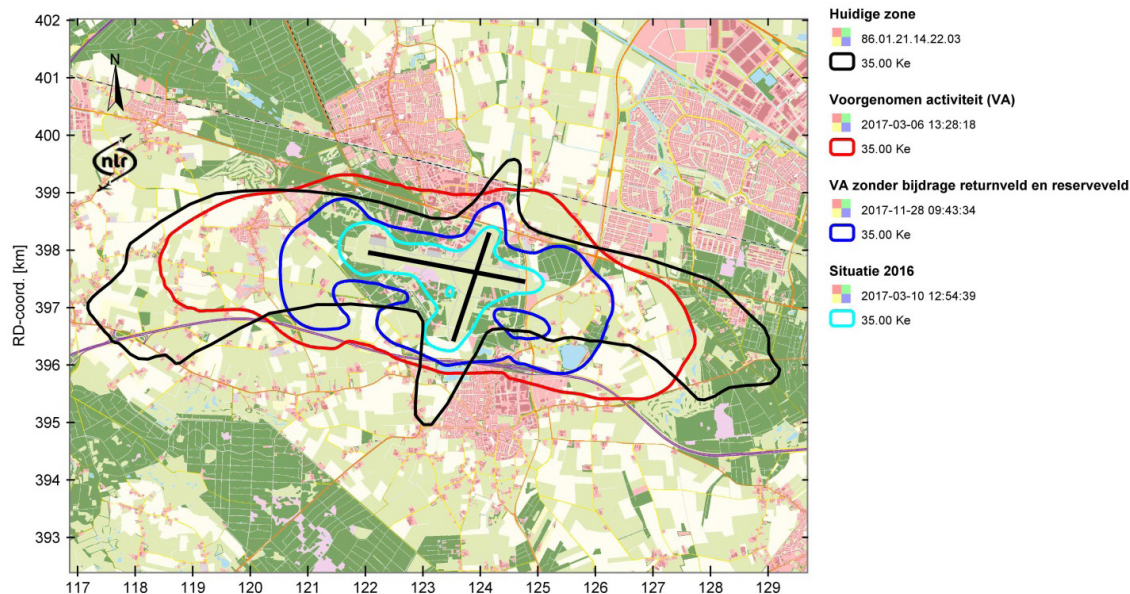 Huidige zone
86.01.21.14.22.03
35.00 Ke
Voorgenomen activiteit (VA)
2017-03-06 13:28:18
35.00 Ke
VA zonder bijdrage returnveld en reserveveld
2017-11-28 09:43:34
35.00 Ke
Situatie 2016
2017-03-10 12:54:39
35.00 Ke
N
nlr
RD-coord. [km]
402
401
400
399
398
397
396
395
394
393
117 118 119 120 121 122 123 124 125 126 127 128 129